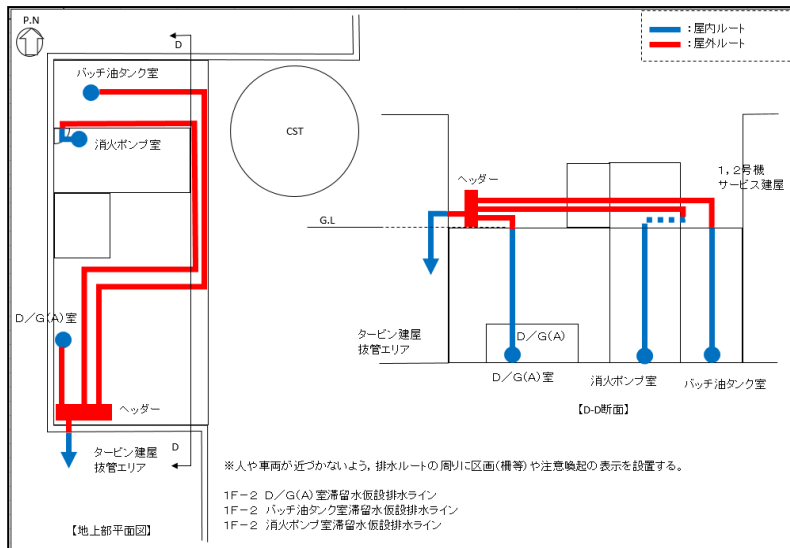 P.N
D
：屋内ルート
：屋外ルート
バッチ油タンク室
消火ポンプ室
CST
ヘッダー
1，2号機
サービス建屋
G.L
D／G(A)室
タービン建屋
抜管エリア
D／G(A)
D／G(A)室
消火ポンプ室
バッチ油タンク室
ヘッダー
【D-D断面】
D
タービン建屋
抜管エリア
※人や車両が近づかないよう，排水ルートの周りに区画(柵等)や注意喚起の表示を設置する。
1F－2 D／G(A)室滞留水仮設排水ライン
1F－2 バッチ油タンク室滞留水仮設排水ライン
1F－2 消火ポンプ室滞留水仮設排水ライン
【地上部平面図】